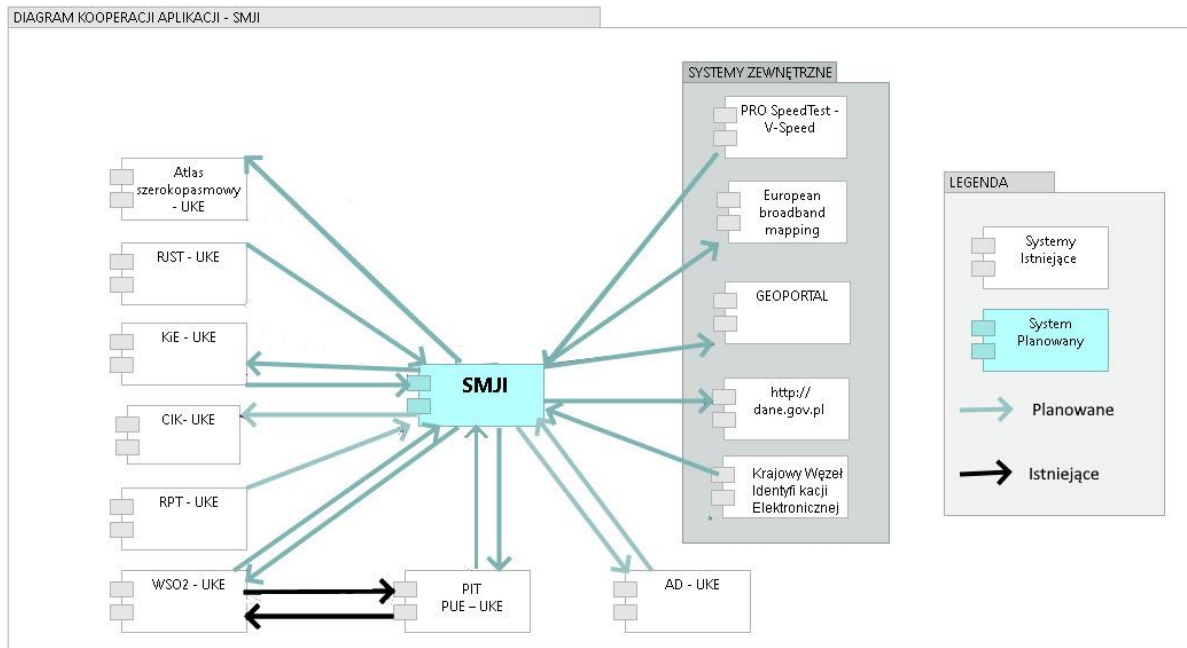 DIAGRAM KOOPERACJI APLIKACJI - SMJI
SYSTEMY ZEWNĘTRZNE
PRO SpeedTest -
V-Speed
European
broadband
mapping
GEOPORTAL
http://
dane.gov.pl
Krajowy Węzeł
Identyfi kacji
Elektronicznej
Atlas
szerokopasmowy
- UKE
RJST - UKE
KiE - UKE
CIK- UKE
RPT - UKE
WSO2 - UKE
SMJI
PIT
PUE – UKE
AD - UKE
LEGENDA
Systemy
Istniejące
System
Planowany
Planowane
Istniejące